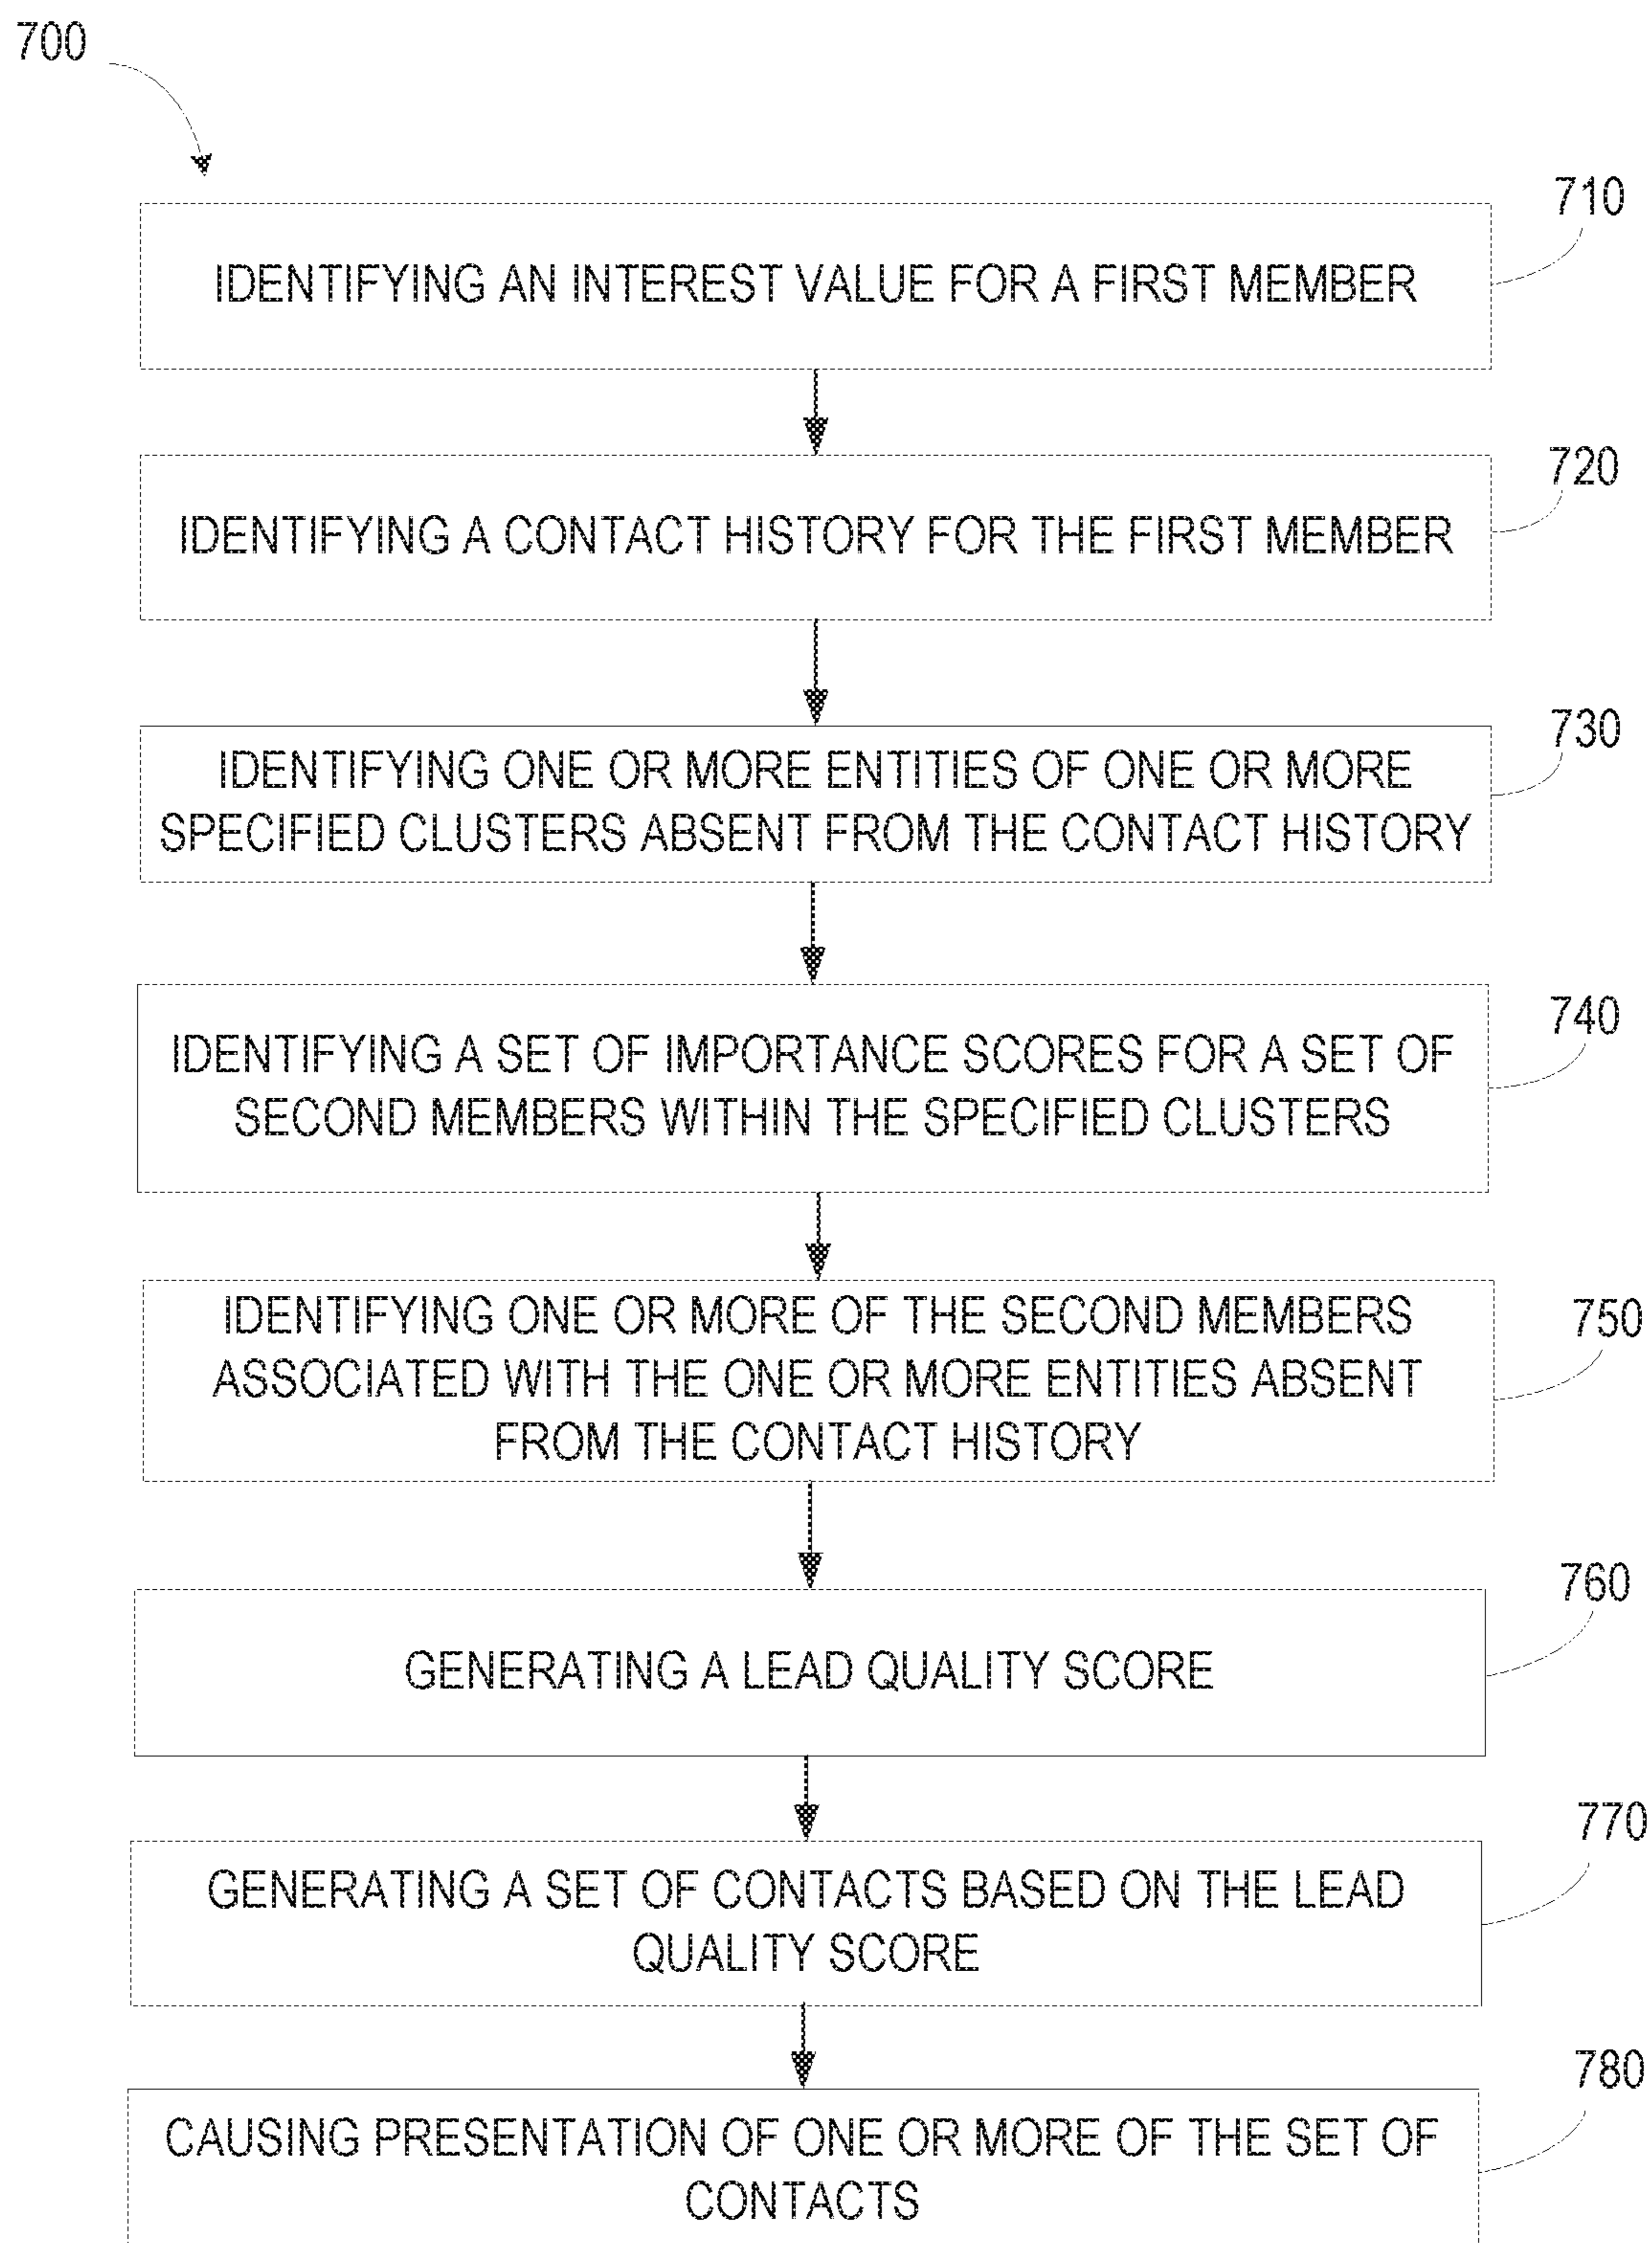 700
710
IDENTIFYING AN INTEREST VALUE FOR A FIRST MEMBER
720
IDENTIFYING A CONTACT HISTORY FOR THE FIRST MEMBER
730
IDENTIFYING ONE OR MORE ENTITIES OF ONE OR MORE
SPECIFIED CLUSTERS ABSENT FROM THE CONTACT HISTORY
740
IDENTIFYING A SET OF IMPORTANCE SCORES FOR A SET OF
SECOND MEMBERS WITHIN THE SPECIFIED CLUSTERS
750
IDENTIFYING ONE OR MORE OF THE SECOND MEMBERS
ASSOCIATED WITH THE ONE OR MORE ENTITIES ABSENT
FROM THE CONTACT HISTORY
760
GENERATING A LEAD QUALITY SCORE
770
GENERATING A SET OF CONTACTS BASED ON THE LEAD
QUALITY SCORE
780
CAUSING PRESENTATION OF ONE OR MORE OF THE SET OF
CONTACTS